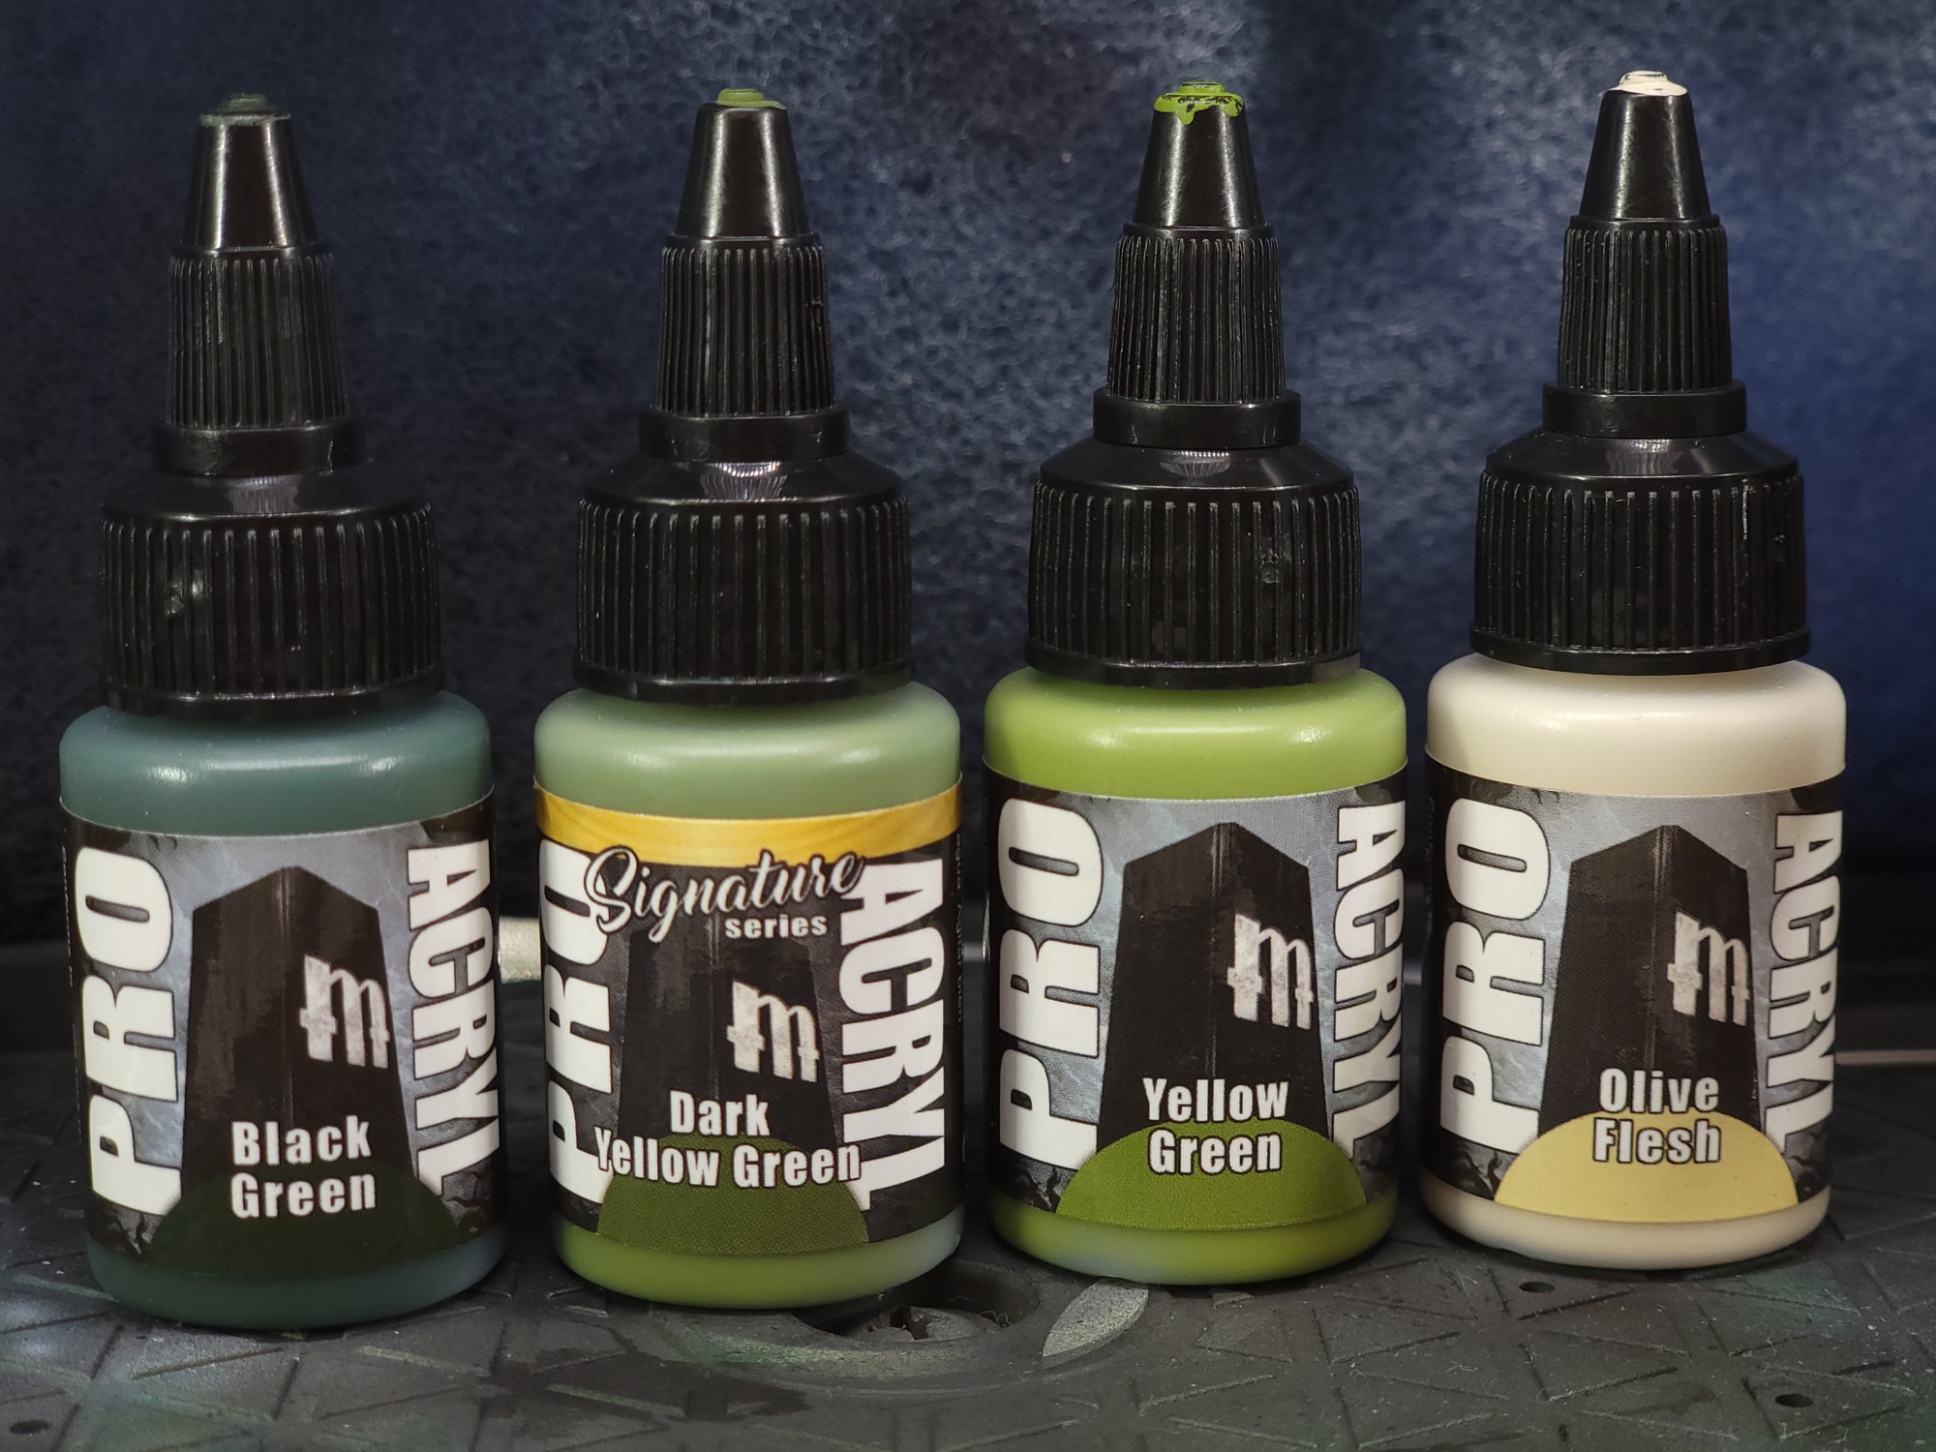 PRO
ACRYL
m
Black
Green
Signature
series
PRO
ACRYL
m
Dark
Yellow Green
PRO
ACRYL
m
Yellow
Green
PRO
ACRYL
m
Olive
Flesh